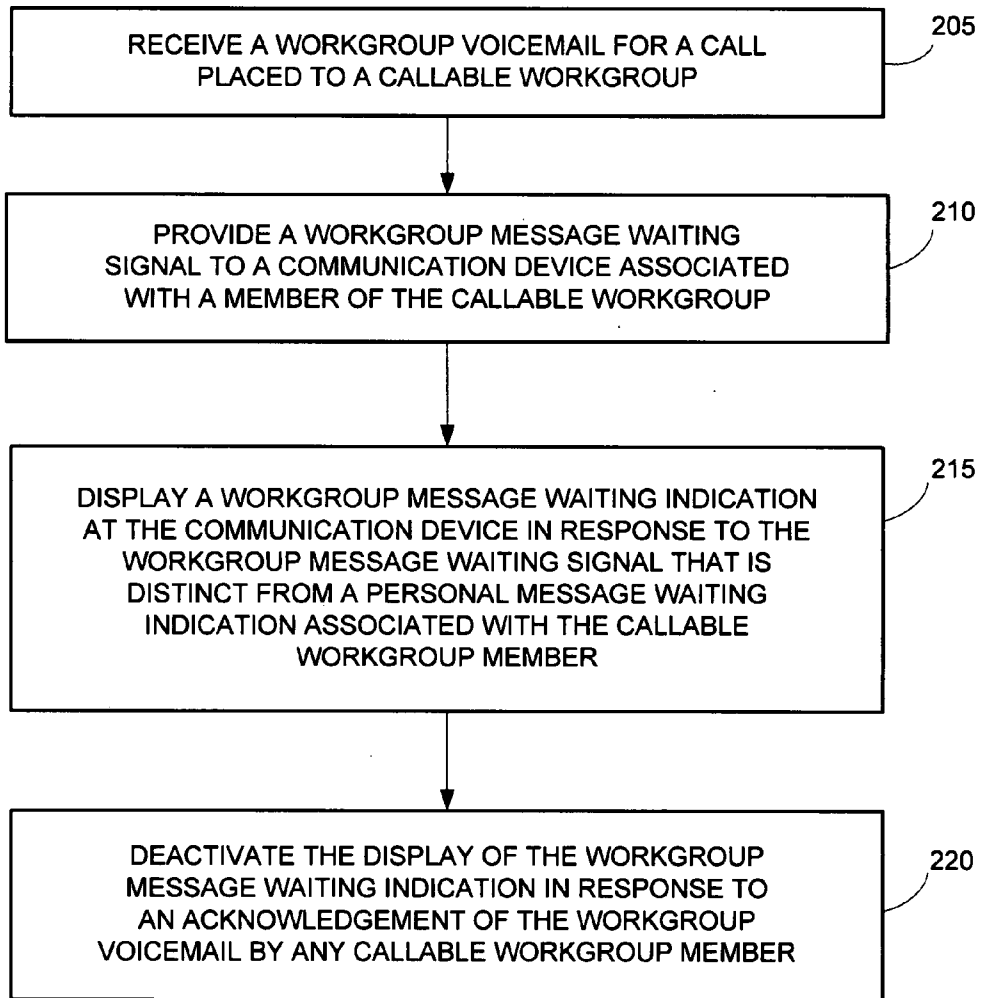 RECEIVE A WORKGROUP VOICEMAIL FOR A CALL
PLACED TO A CALLABLE WORKGROUP
205
PROVIDE A WORKGROUP MESSAGE WAITING
SIGNAL TO A COMMUNICATION DEVICE ASSOCIATED
WITH A MEMBER OF THE CALLABLE WORKGROUP
210
DISPLAY A WORKGROUP MESSAGE WAITING INDICATION
AT THE COMMUNICATION DEVICE IN RESPONSE TO THE
WORKGROUP MESSAGE WAITING SIGNAL THAT IS
DISTINCT FROM A PERSONAL MESSAGE WAITING
INDICATION ASSOCIATED WITH THE CALLABLE
WORKGROUP MEMBER
215
DEACTIVATE THE DISPLAY OF THE WORKGROUP
MESSAGE WAITING INDICATION IN RESPONSE TO
AN ACKNOWLEDGEMENT OF THE WORKGROUP
VOICEMAIL BY ANY CALLABLE WORKGROUP MEMBER
220